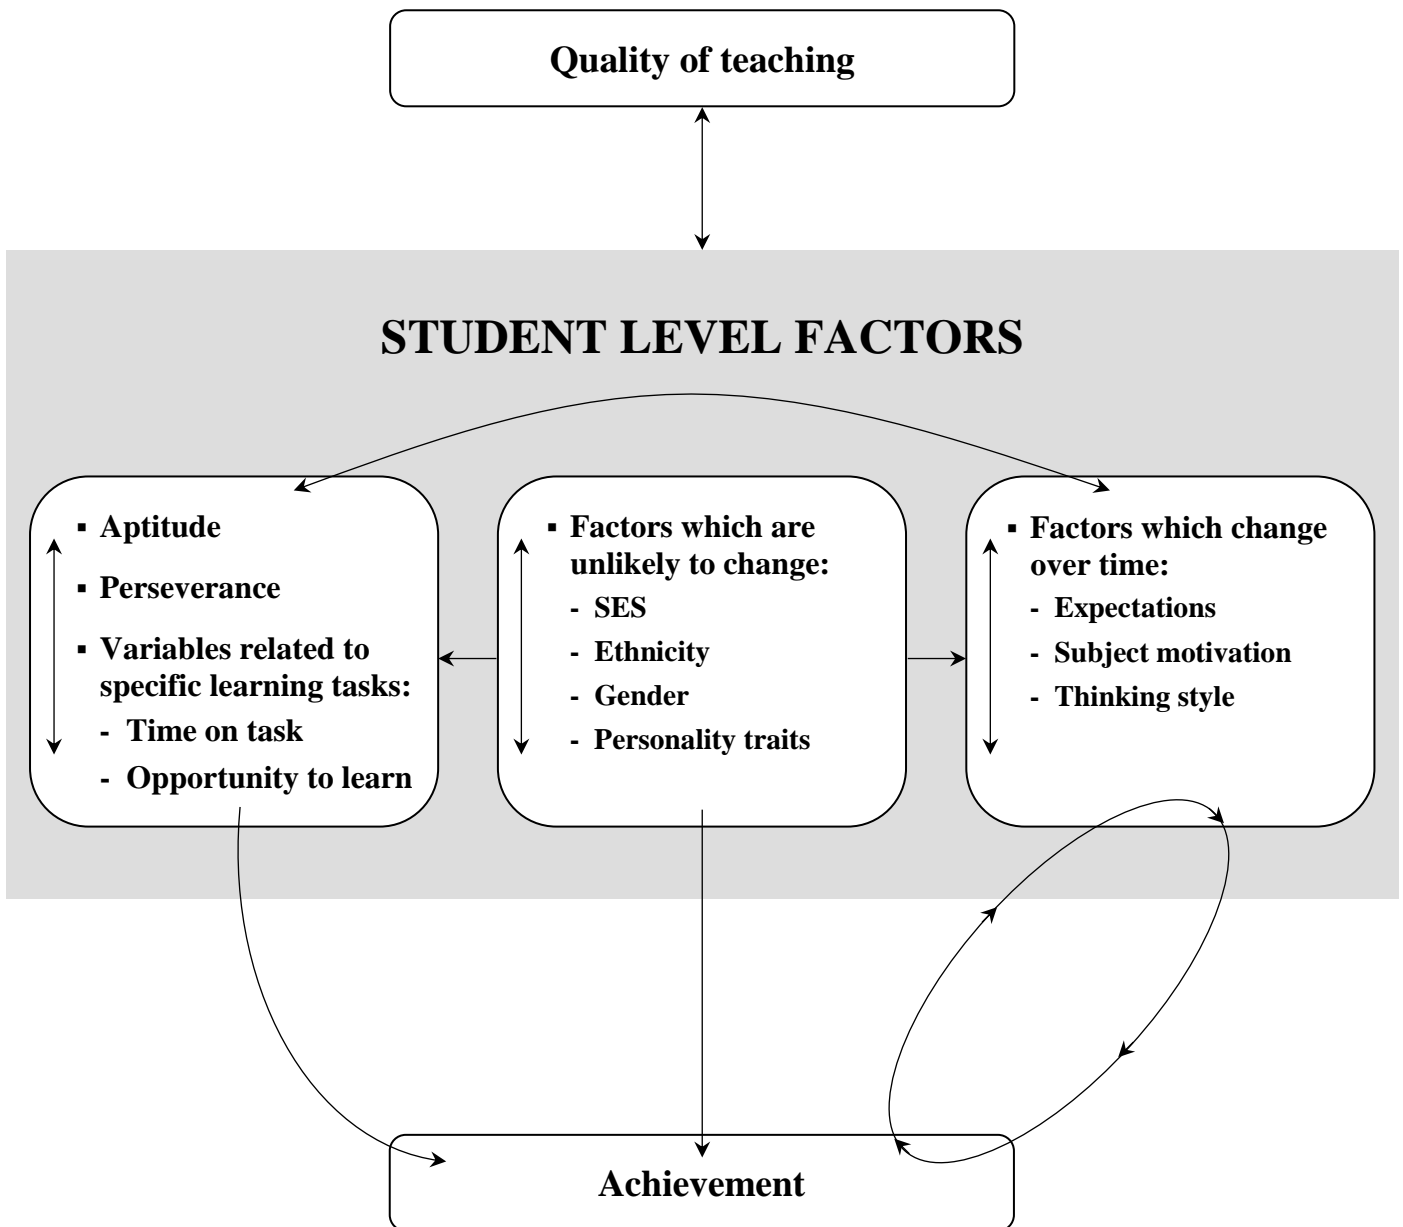 Quality of teaching
STUDENT LEVEL FACTORS
▪ Aptitude
▪ Perseverance
▪ Variables related to
specific learning tasks:
- Time on task
- Opportunity to learn
▪ Factors which are
unlikely to change:
- SES
- Ethnicity
- Gender
- Personality traits
▪ Factors which change
over time:
- Expectations
- Subject motivation
- Thinking style
Achievement